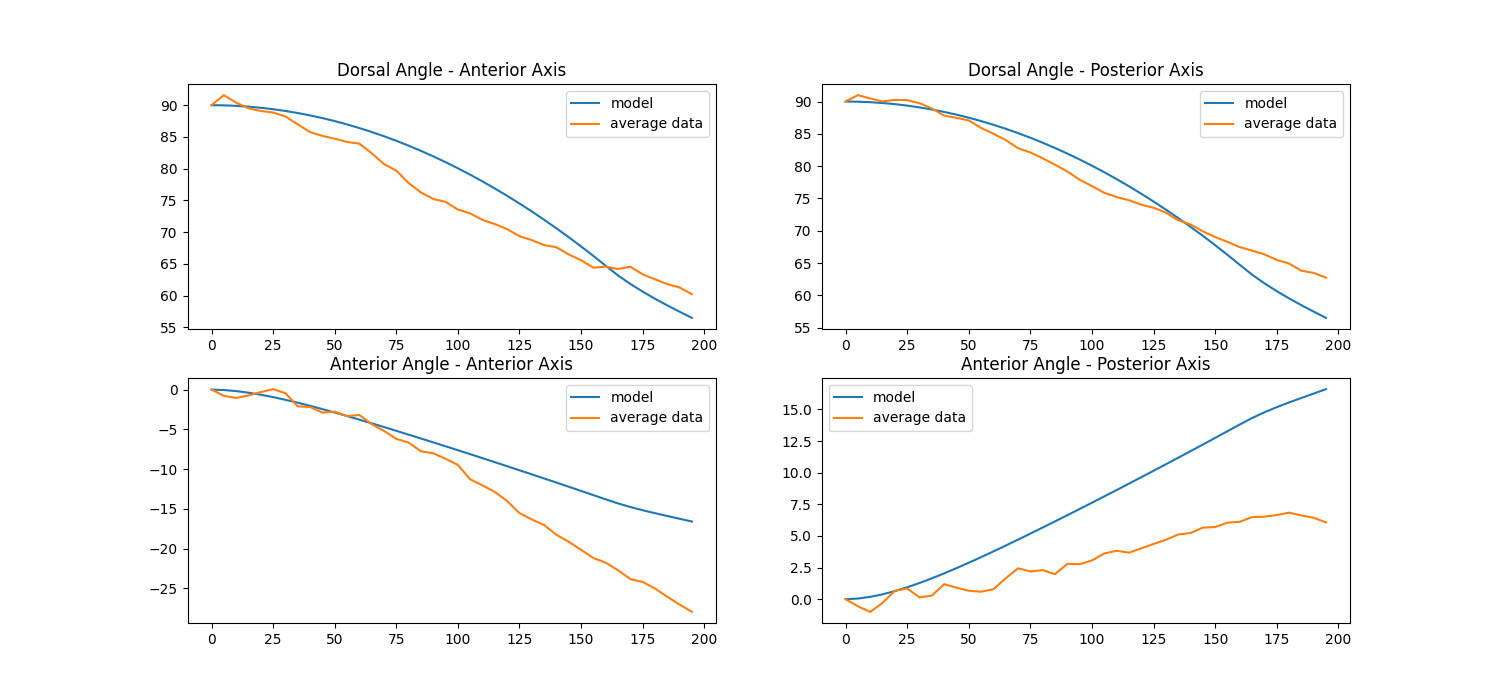 Dorsal Angle - Anterior Axis
model
average data
90
85
80
75
70
65
60
55
0 25 50 75 100 125 150 175 200
Dorsal Angle - Posterior Axis
model
average data
90
85
80
75
70
65
60
55
0 25 50 75 100 125 150 175 200
Anterior Angle - Anterior Axis
model
average data
0
−5
−10
−15
−20
−25
0 25 50 75 100 125 150 175 200
Anterior Angle - Posterior Axis
model
average data
15.0
12.5
10.0
7.5
5.0
2.5
0.0
0 25 50 75 100 125 150 175 200